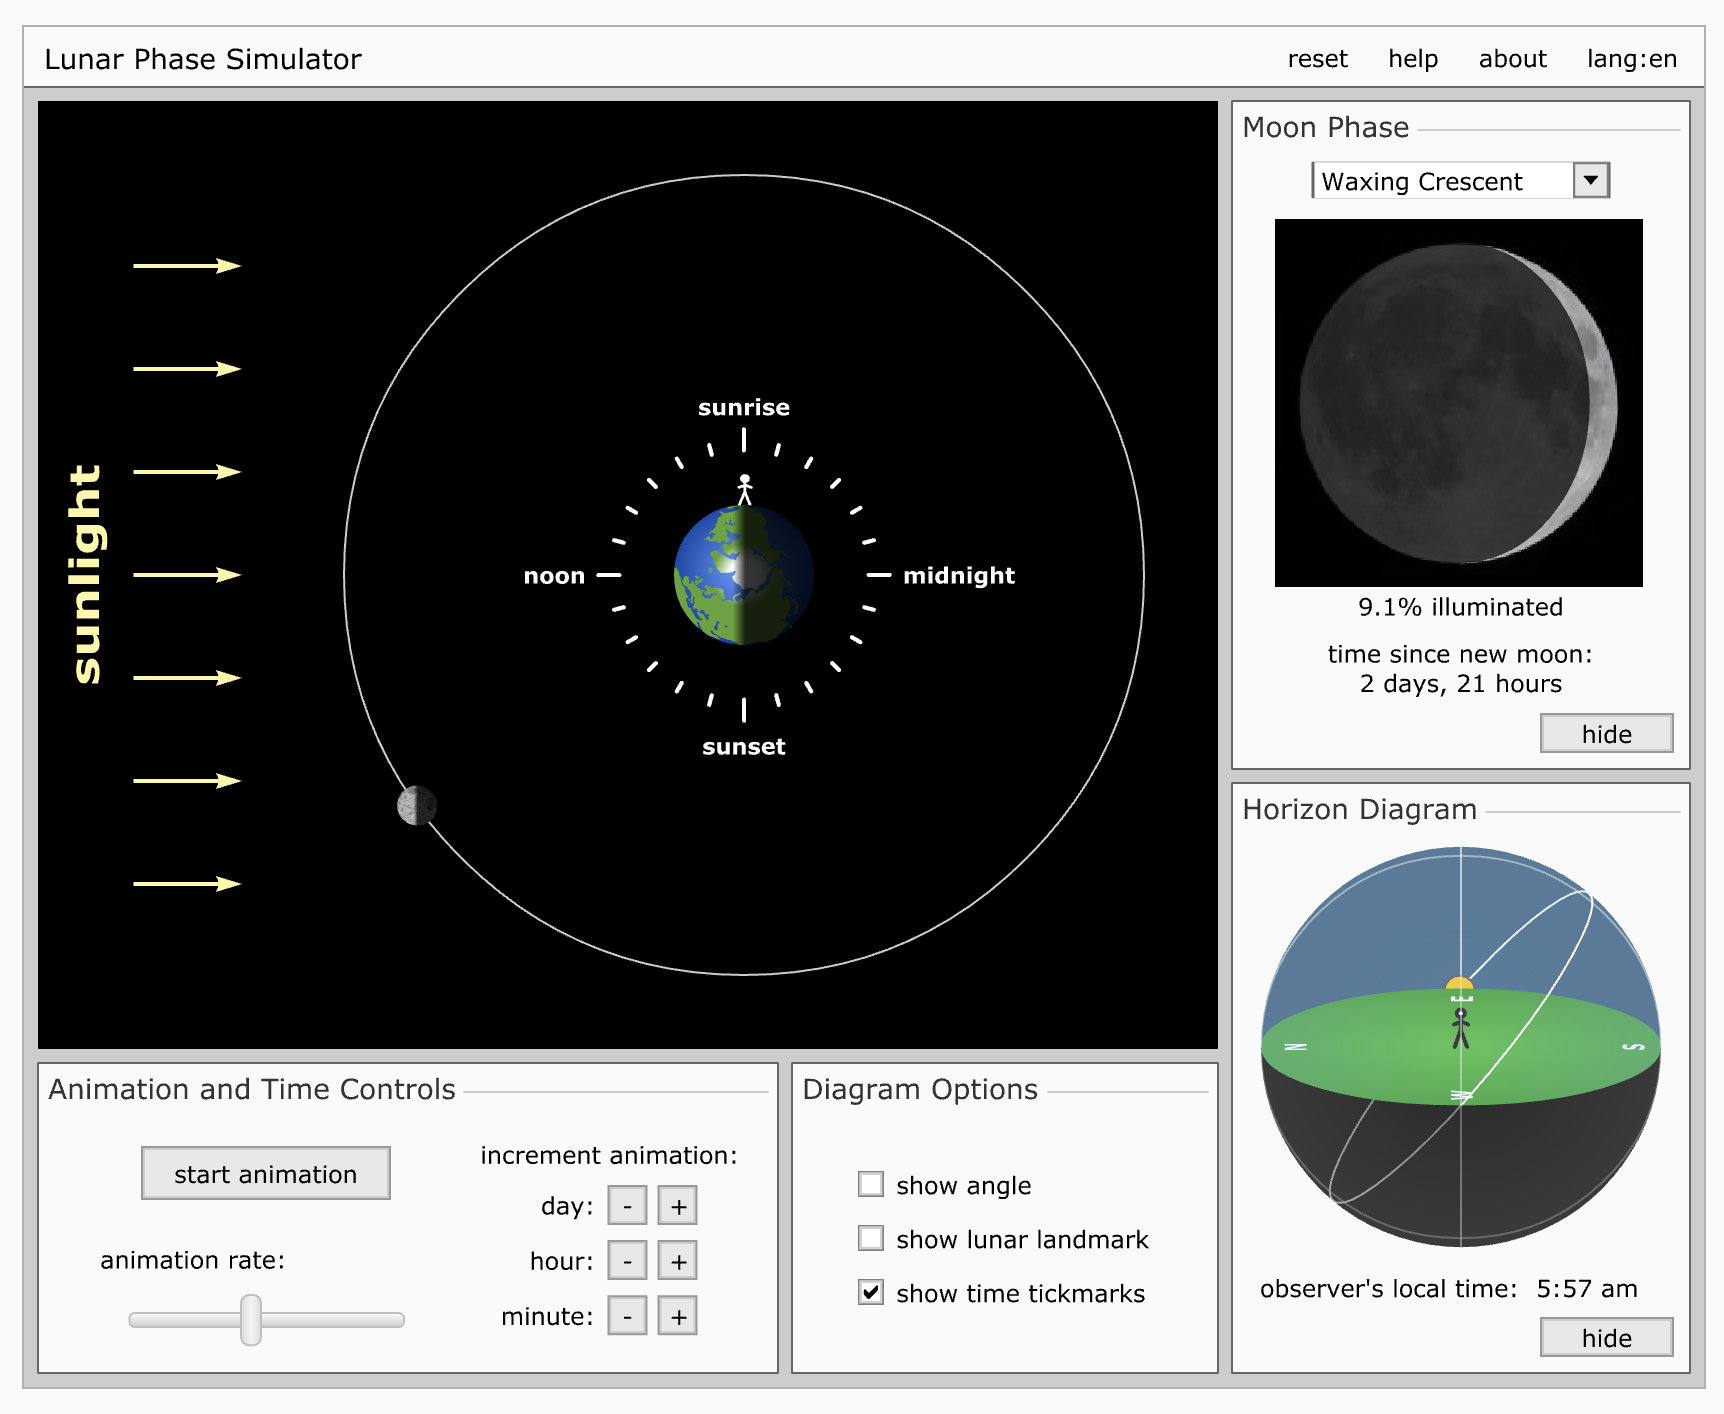 Lunar Phase Simulator
reset help about lang:en
sunlight
sunrise
noon
midnight
sunset
Moon Phase
Waxing Crescent
9.1% illuminated
time since new moon:
2 days, 21 hours
hide
Horizon Diagram
E
N
S
W
observer's local time: 5:57 am
hide
Animation and Time Controls
start animation
animation rate:
increment animation:
day: - +
hour: - +
minute: - +
Diagram Options
show angle
show lunar landmark
show time tickmarks